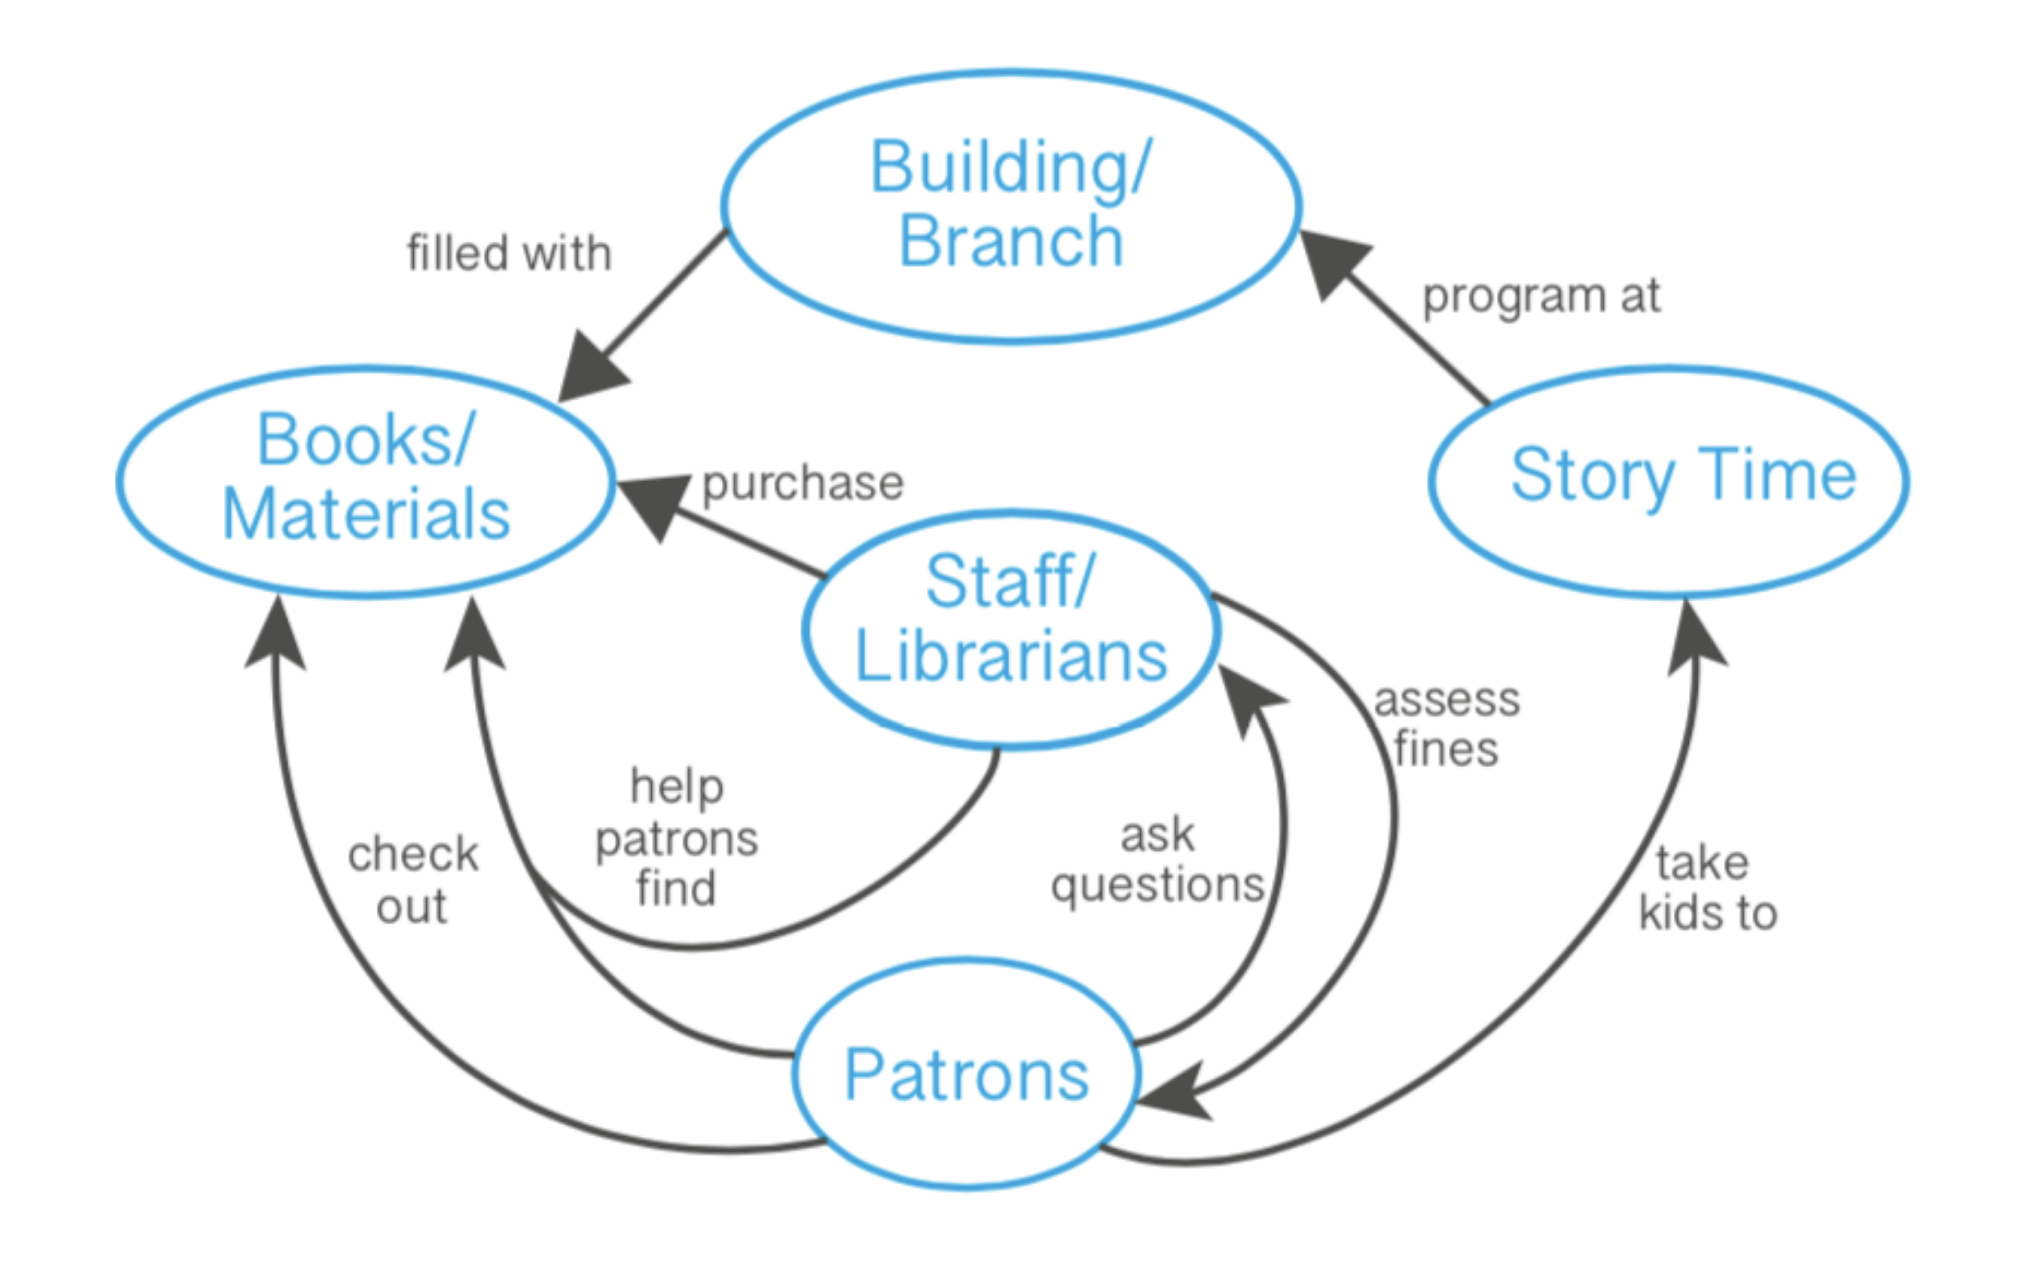 Building/
Branch
filled with
program at
Books/
Materials
Story Time
purchase
Staff/
Librarians
assess
fines
help
patrons
find
ask
questions
check
out
take
kids to
Patrons